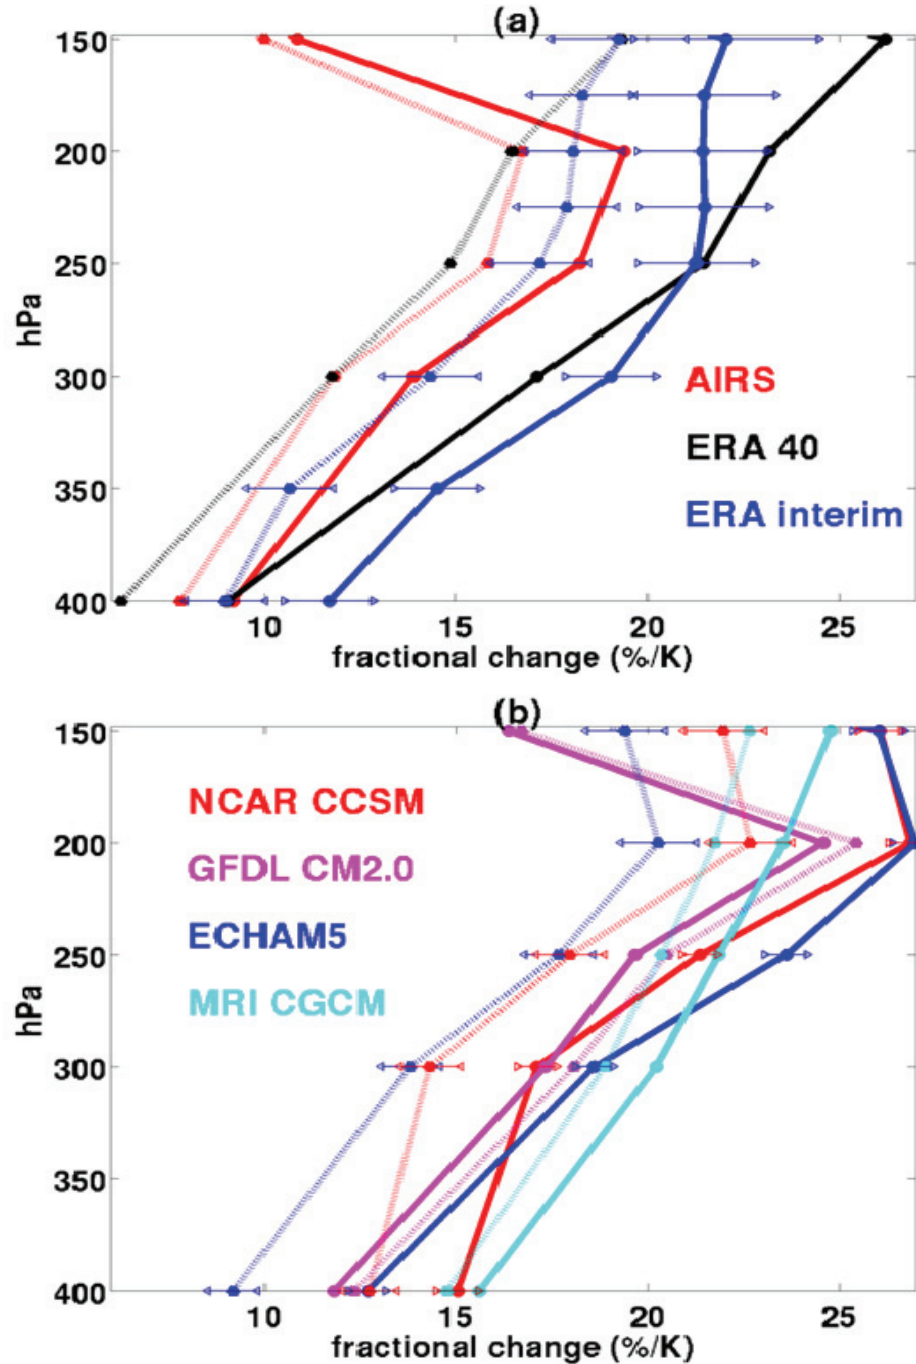 (a)
150
200
250
300
350
400
hPa
AIRS
ERA 40
ERA interim
10 15 20 25
fractional change (%/K)
(b)
150
200
250
300
350
400
hPa
NCAR CCSM
GFDL CM2.0
ECHAM5
MRI CGCM
10 15 20 25
fractional change (%/K)